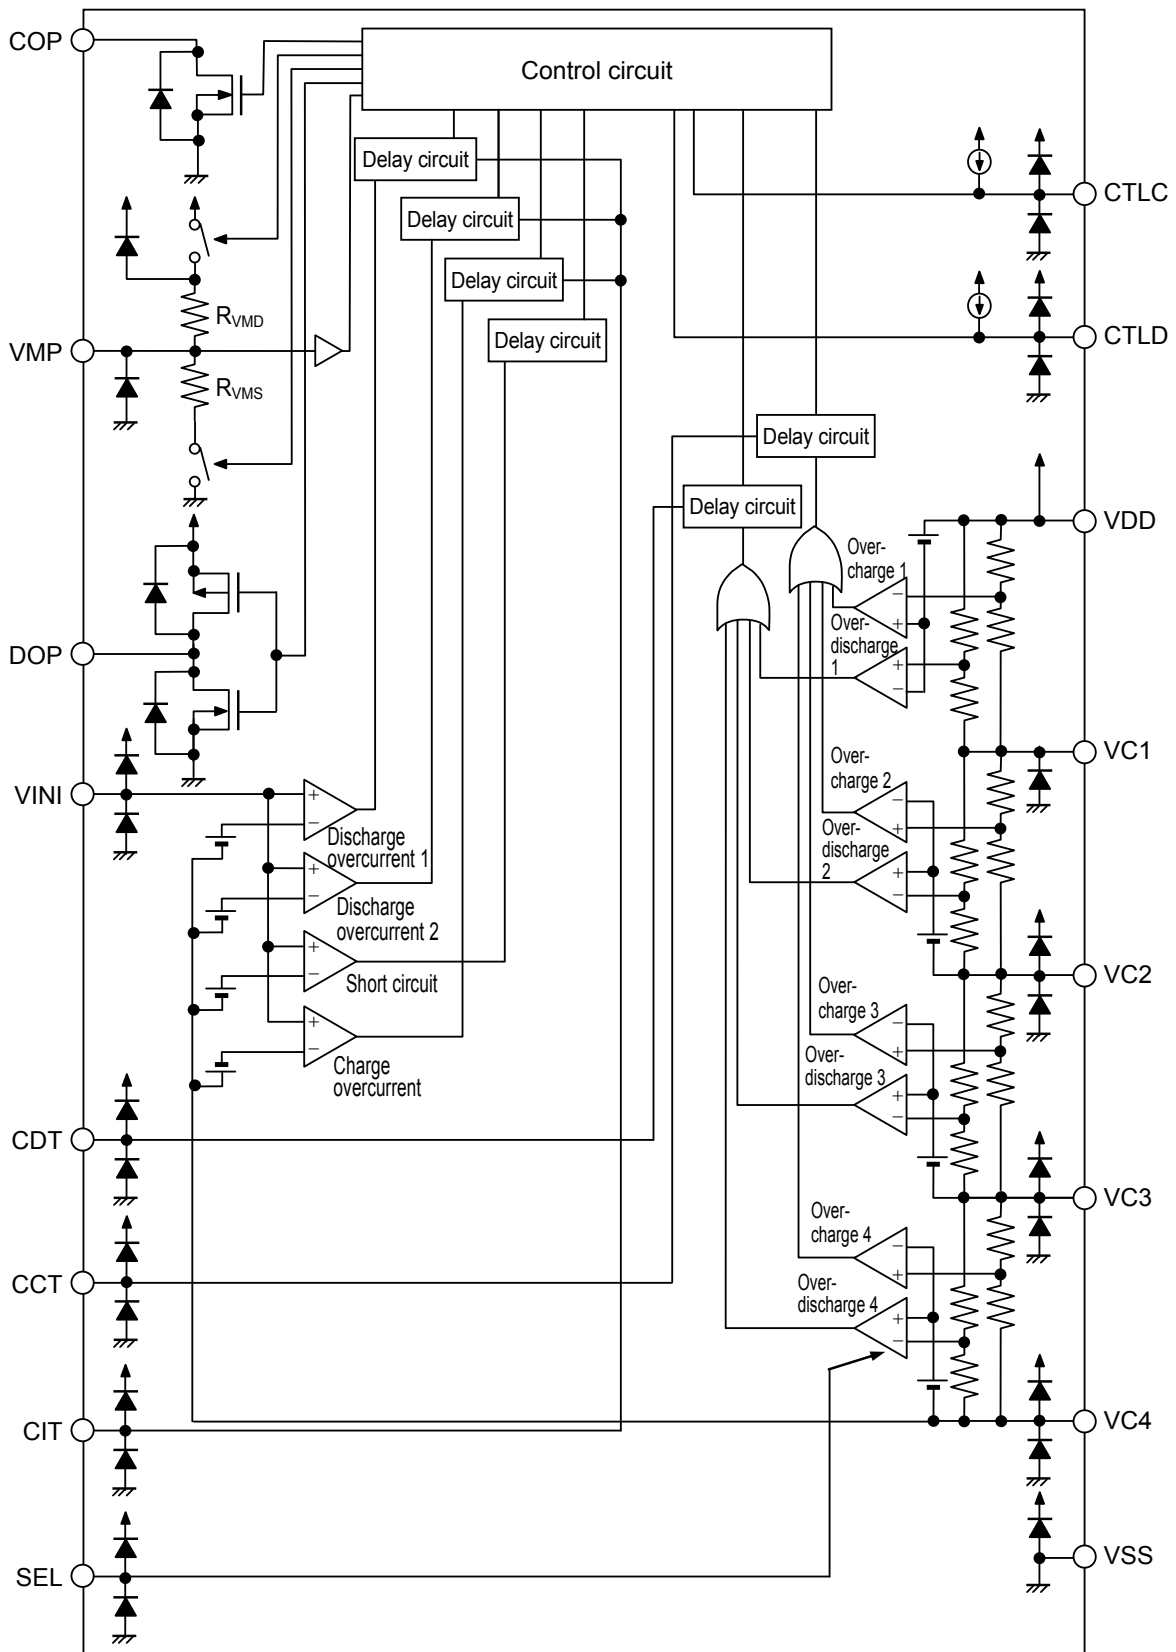 COP
Control circuit
Delay circuit
CTLC
Delay circuit
Delay circuit
RVMD
Delay circuit
CTLD
VMP
RVMS
Delay circuit
Delay circuit
VDD
Over-
charge 1
Over-
discharge
1
DOP
VC1
VINI
Over-
charge 2
Discharge
overcurrent 1
Over-
discharge
2
Discharge
overcurrent 2
Short circuit
VC2
Over-
charge 3
Charge
overcurrent
Over-
discharge 3
CDT
VC3
Over-
charge 4
CCT
Over-
discharge 4
CIT
VC4
SEL
VSS